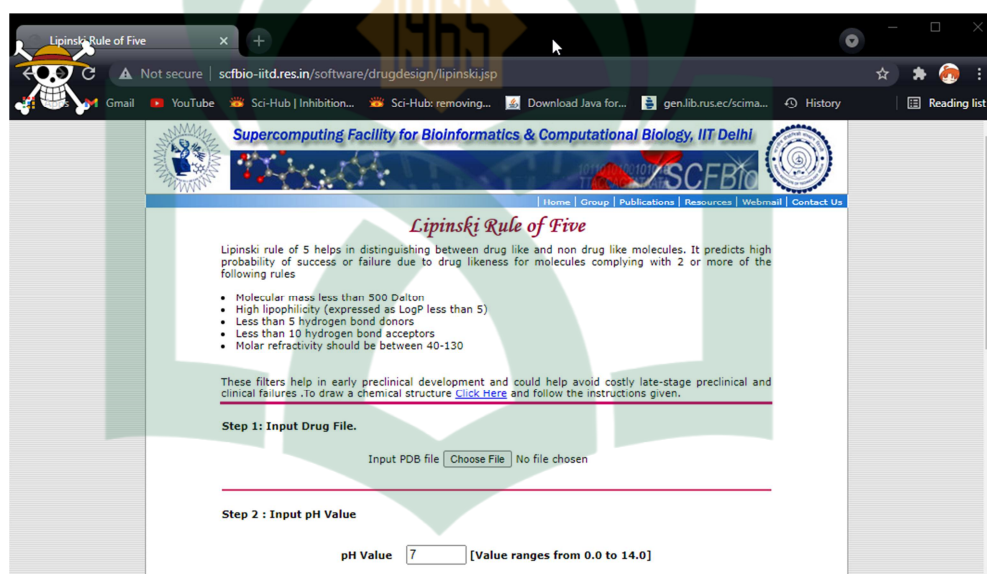 Lipinski Rule of Five
Not secure | scfbio-iitd.res.in/software/drugdesign/lipinski.jsp
Gmail YouTube Sci-Hub | Inhibition... Sci-Hub: removing... Download Java for... gen.lib.rus.ec/scima... History Reading list
Supercomputing Facility for Bioinformatics & Computational Biology, IIT Delhi
SCFBio
| Home | Group | Publications | Resources | Webmail | Contact Us
Lipinski Rule of Five
Lipinski rule of 5 helps in distinguishing between drug like and non drug like molecules. It predicts high
probability of success or failure due to drug likeness for molecules complying with 2 or more of the
following rules
• Molecular mass less than 500 Dalton
• High lipophilicity (expressed as LogP less than 5)
• Less than 5 hydrogen bond donors
• Less than 10 hydrogen bond acceptors
• Molar refractivity should be between 40-130
These filters help in early preclinical development and could help avoid costly late-stage preclinical and
clinical failures .To draw a chemical structure Click Here and follow the instructions given.
Step 1: Input Drug File.
Input PDB file Choose File No file chosen
Step 2 : Input pH Value
pH Value 7 [Value ranges from 0.0 to 14.0]